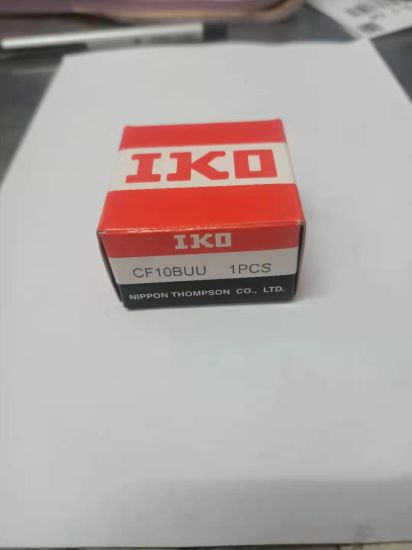 IKO
IKO
CF10BUU 1PCS
NIPPON THOMPSON CO., LTD.